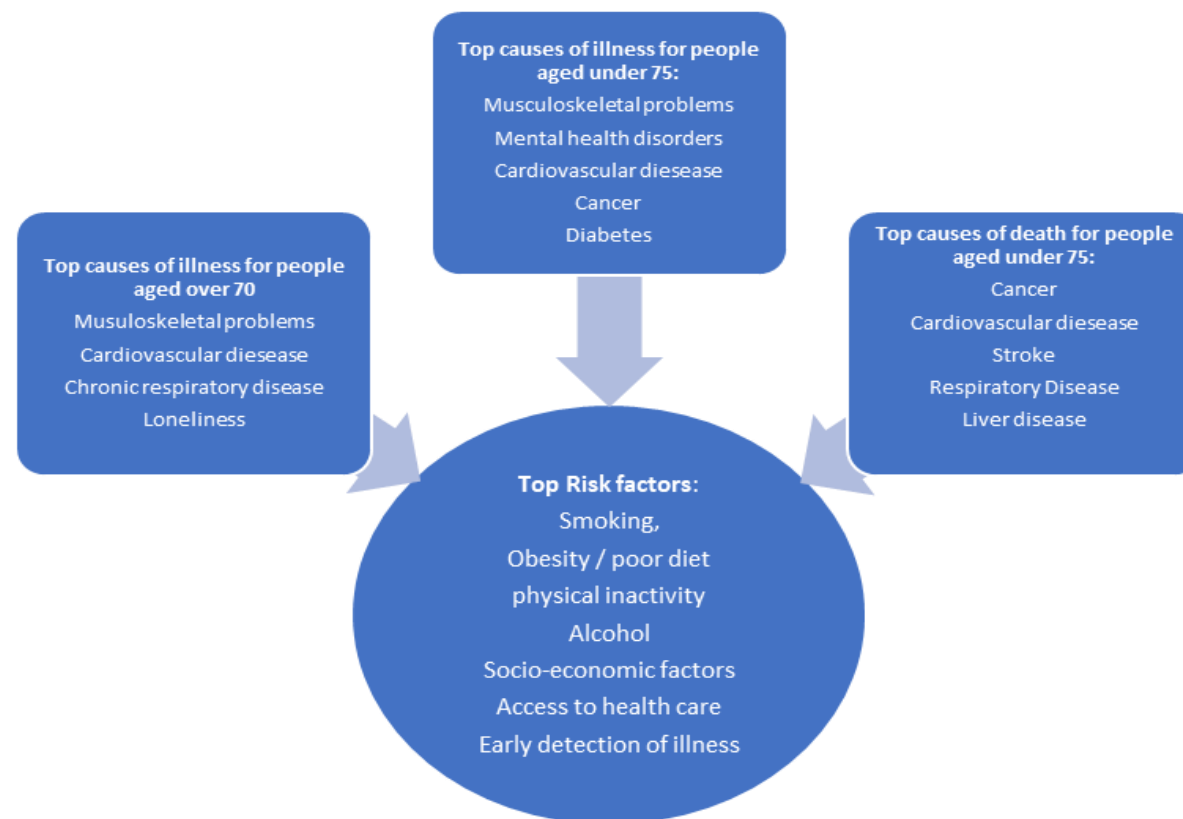 Top causes of illness for people
aged under 75:
Musculoskeletal problems
Mental health disorders
Cardiovascular diesease
Cancer
Diabetes
Top causes of illness for people
aged over 70
Musuloskeletal problems
Cardiovascular diesease
Chronic respiratory disease
Loneliness
Top causes of death for people
aged under 75:
Cancer
Cardiovascular diesease
Stroke
Respiratory Disease
Liver disease
Top Risk factors:
Smoking,
Obesity / poor diet
physical inactivity
Alcohol
Socio-economic factors
Access to health care
Early detection of illness